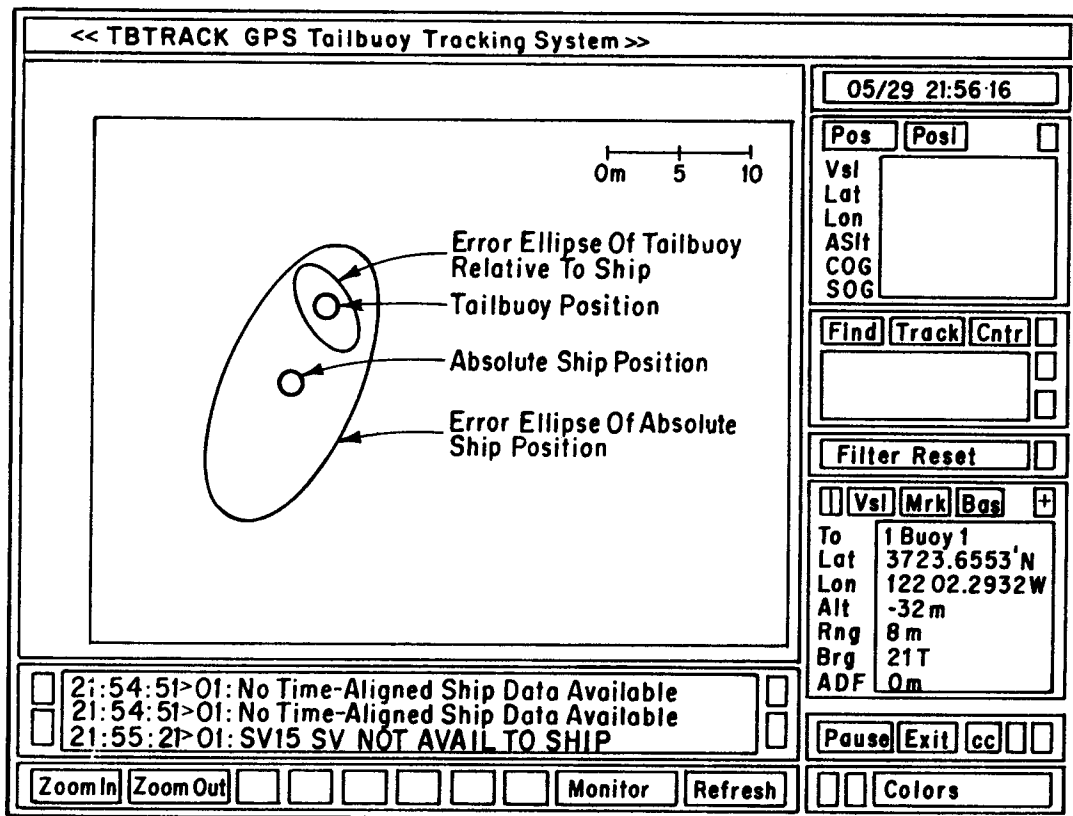 << TBTRACK GPS Tailbuoy Tracking System >>
05/29 21:56:16
0m 5 10
Error Ellipse Of Tailbuoy
Relative To Ship
Tailbuoy Position
Absolute Ship Position
Error Ellipse Of Absolute
Ship Position
Pos Posl
Vsl
Lat
Lon
ASlt
COG
SOG
Find Track Cntr
Filter Reset
Vsl Mrk Bas +
To 1 Buoy 1
Lat 3723.6553'N
Lon 122 02.2932W
Alt -32m
Rng 8m
Brg 21T
ADF 0m
21:54:51>01: No Time-Aligned Ship Data Available
21:54:51>01: No Time-Aligned Ship Data Available
21:55:21>01: SV15 SV NOT AVAIL TO SHIP
Pause Exit cc
Zoom In Zoom Out Monitor Refresh
Colors